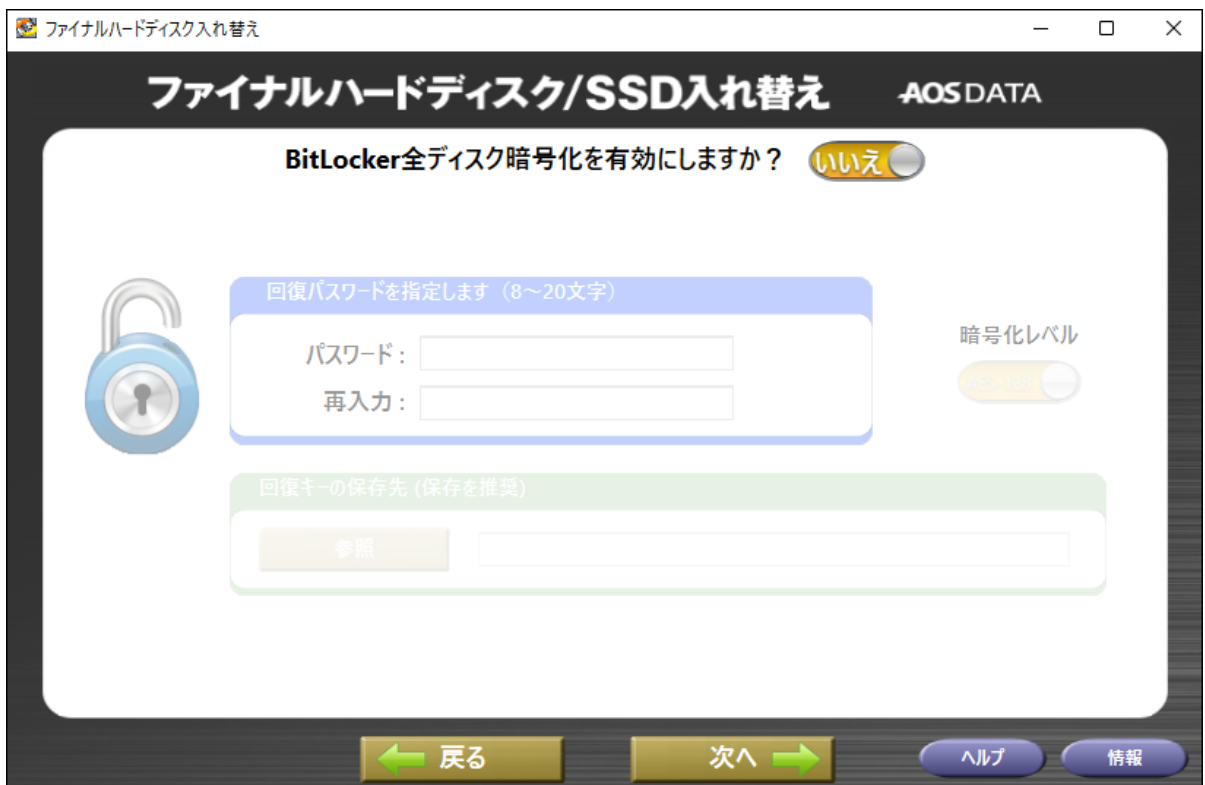 ファイナルハードディスク入れ替え
ファイナルハードディスク/SSD入れ替え
AOSDATA
BitLocker全ディスク暗号化を有効にしますか？
いいえ
回復パスワードを指定します（8～20文字）
パスワード :
再入力 :
暗号化レベル
AES-128
回復キーの保存先 (保存を推奨)
参照
戻る
次へ
ヘルプ
情報